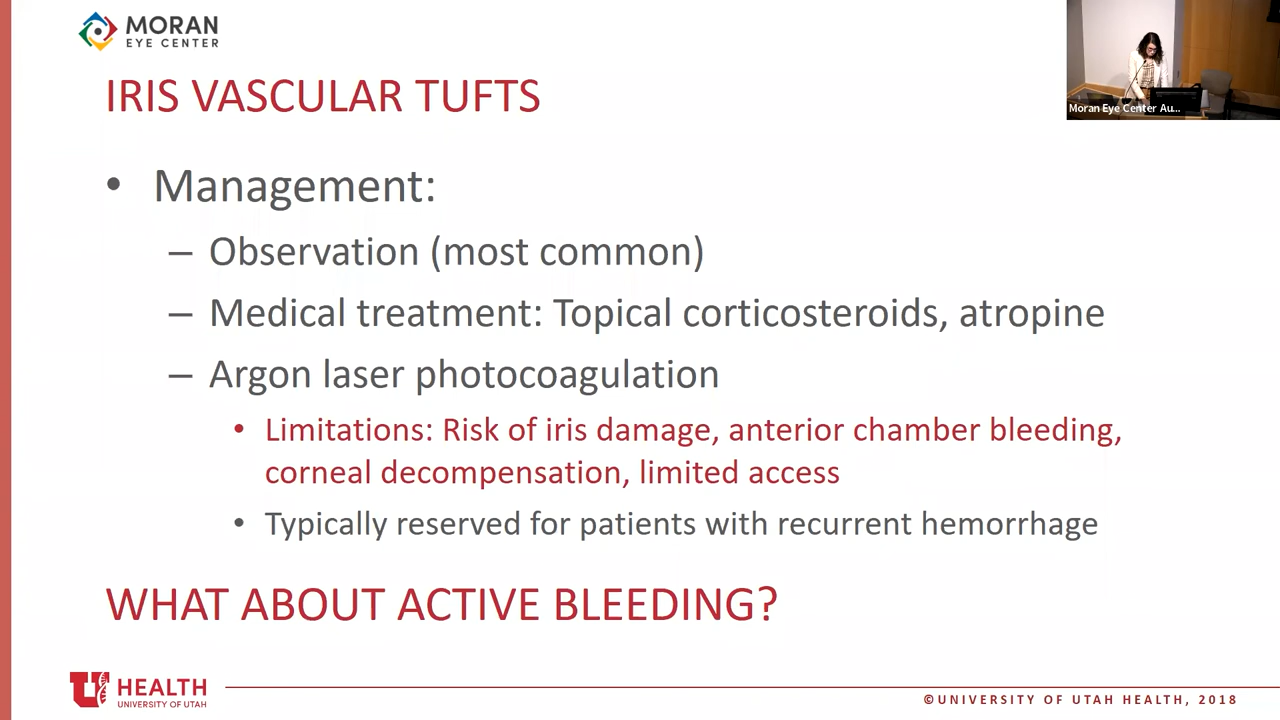 MORAN
EYE CENTER
Moran Eye Center Au...
IRIS VASCULAR TUFTS
• Management:
– Observation (most common)
– Medical treatment: Topical corticosteroids, atropine
– Argon laser photocoagulation
• Limitations: Risk of iris damage, anterior chamber bleeding,
corneal decompensation, limited access
• Typically reserved for patients with recurrent hemorrhage
WHAT ABOUT ACTIVE BLEEDING?
U HEALTH
UNIVERSITY OF UTAH
©UNIVERSITY OF UTAH HEALTH, 2018